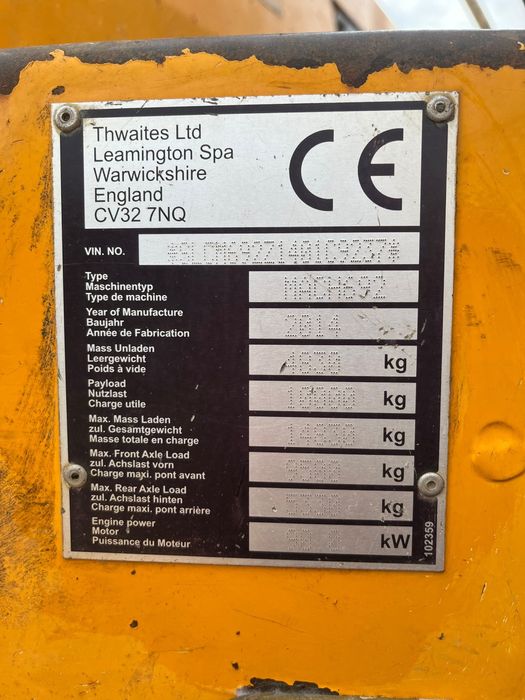 Thwaites Ltd
Leamington Spa
Warwickshire
England
CV32 7NQ
CE
VIN. NO.
Type
Maschinentyp
Type de machine
MACH692
Year of Manufacture
Baujahr
Année de Fabrication
2014
Mass Unladen
Leergewicht
Poids à vide
4830 kg
Payload
Nutzlast
Charge utile
10000 kg
Max. Mass Laden
zul. Gesamtgewicht
Masse totale en charge
14830 kg
Max. Front Axle Load
zul. Achslast vorn
Charge maxi. pont avant
kg
Max. Rear Axle Load
zul. Achslast hinten
Charge maxi. pont arrière
kg
Engine power
Motor
Puissance du Moteur
kW
102359